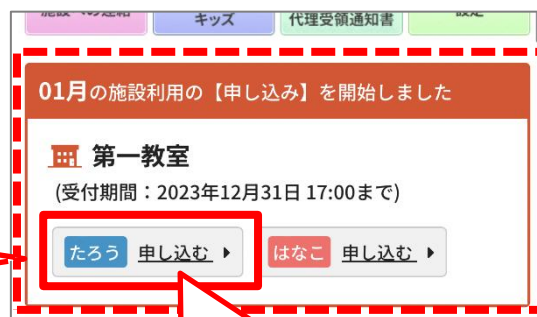 キッズ
代理受領通知書
設定
01月の施設利用の【申し込み】を開始しました
第一教室
(受付期間：2023年12月31日 17:00まで)
たろう 申し込む
はなこ 申し込む